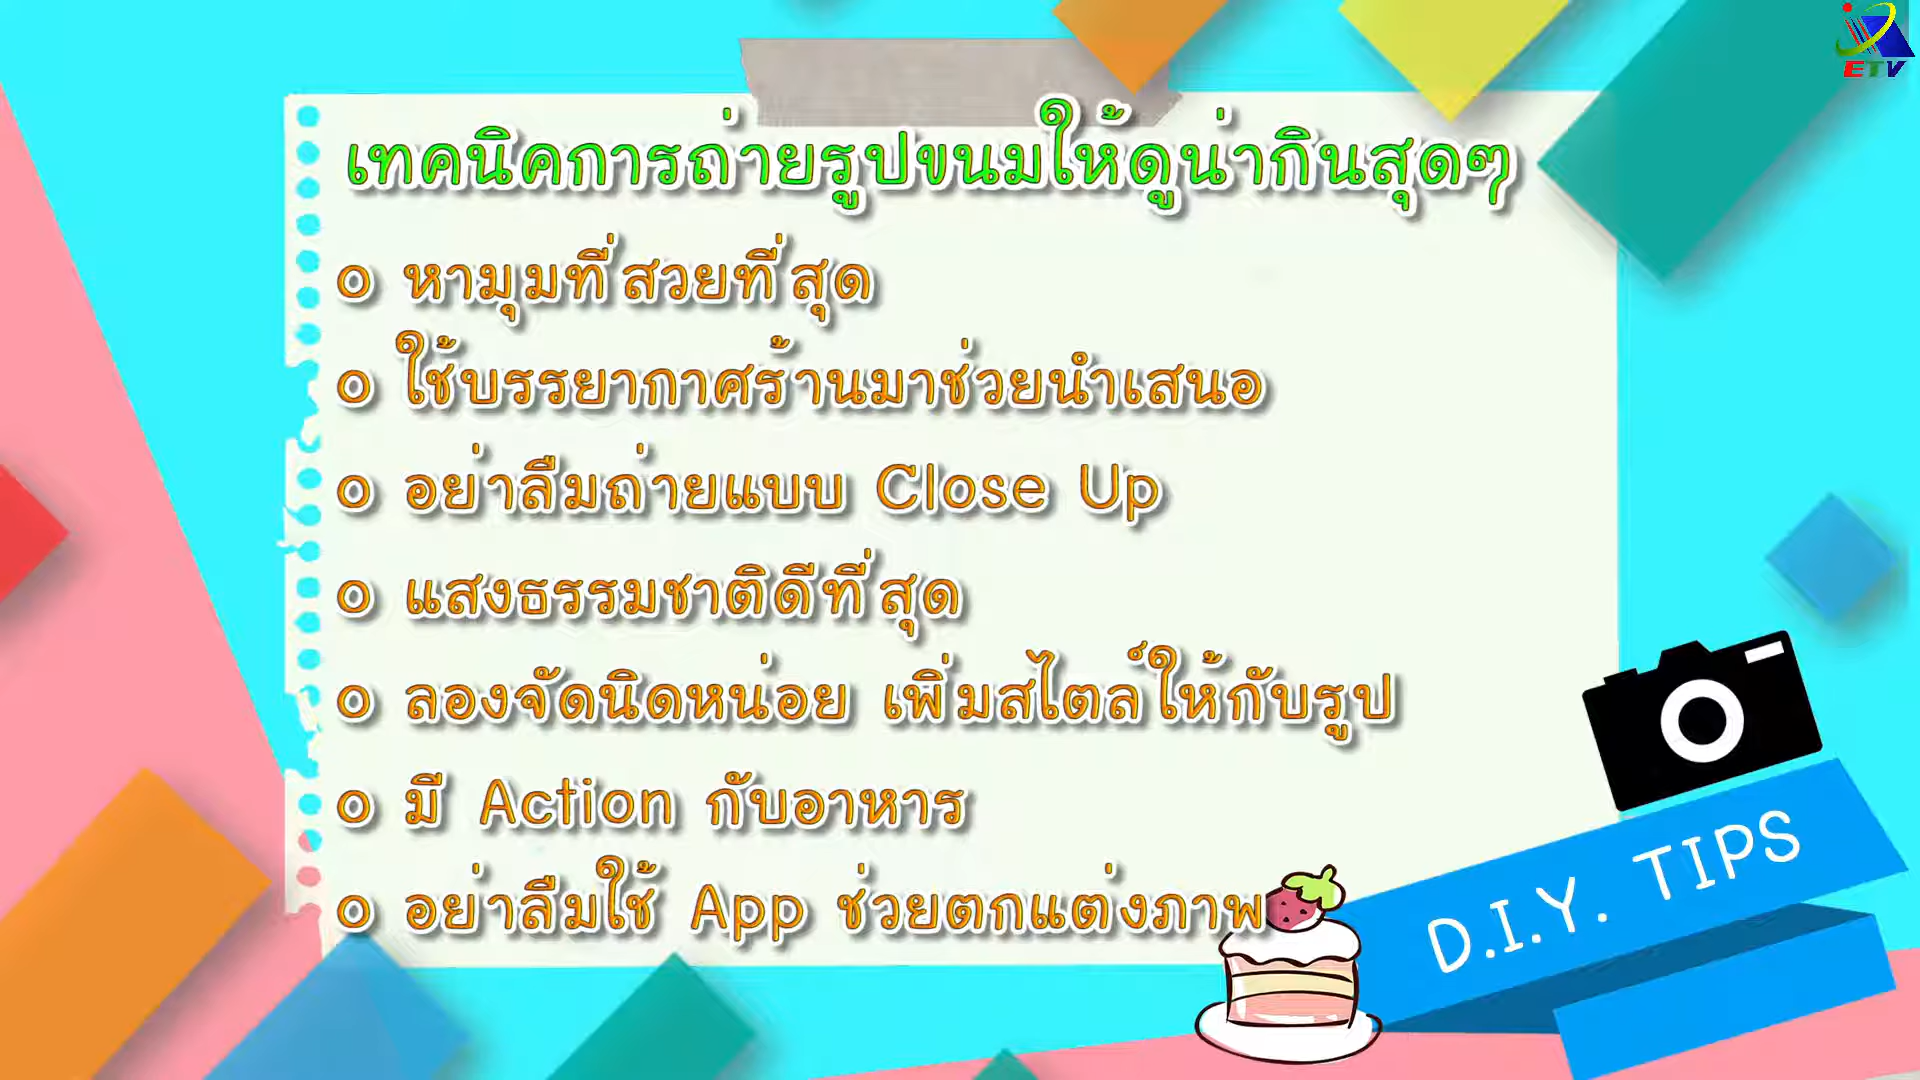 ETV
เทคนิคการถ่ายรูปขนมให้ดูน่ากินสุดๆ
o หามุมที่สวยที่สุด
o ใช้บรรยากาศร้านมาช่วยนำเสนอ
o อย่าลืมถ่ายแบบ Close Up
o แสงธรรมชาติดีที่สุด
o ลองจัดนิดหน่อย เพิ่มสไตล์ให้กับรูป
o มี Action กับอาหาร
o อย่าลืมใช้ App ช่วยตกแต่งภาพ
D.I.Y. TIPS